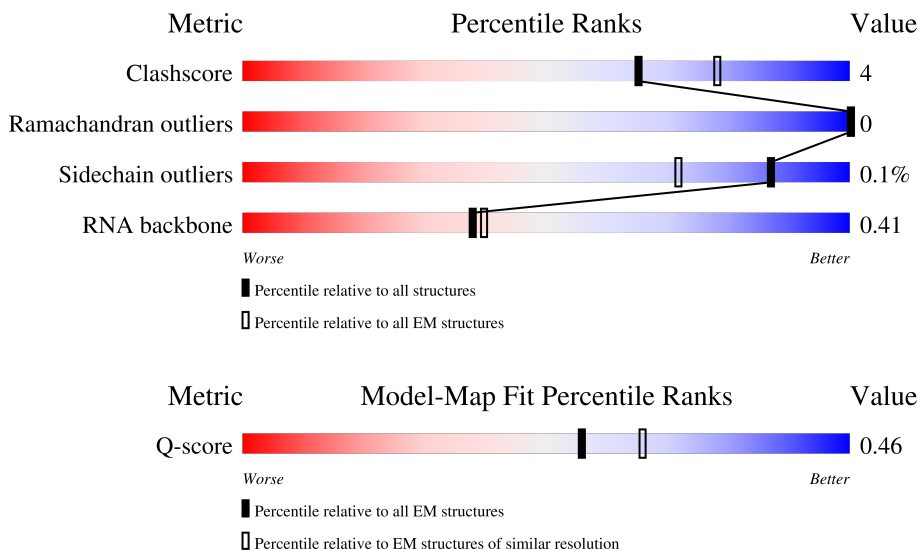 Metric Percentile Ranks Value
Clashscore 4
Ramachandran outliers 0
Sidechain outliers 0.1%
RNA backbone 0.41
Worse Better
Percentile relative to all structures
Percentile relative to all EM structures
Metric Model-Map Fit Percentile Ranks Value
Q-score 0.46
Worse Better
Percentile relative to all EM structures
Percentile relative to EM structures of similar resolution